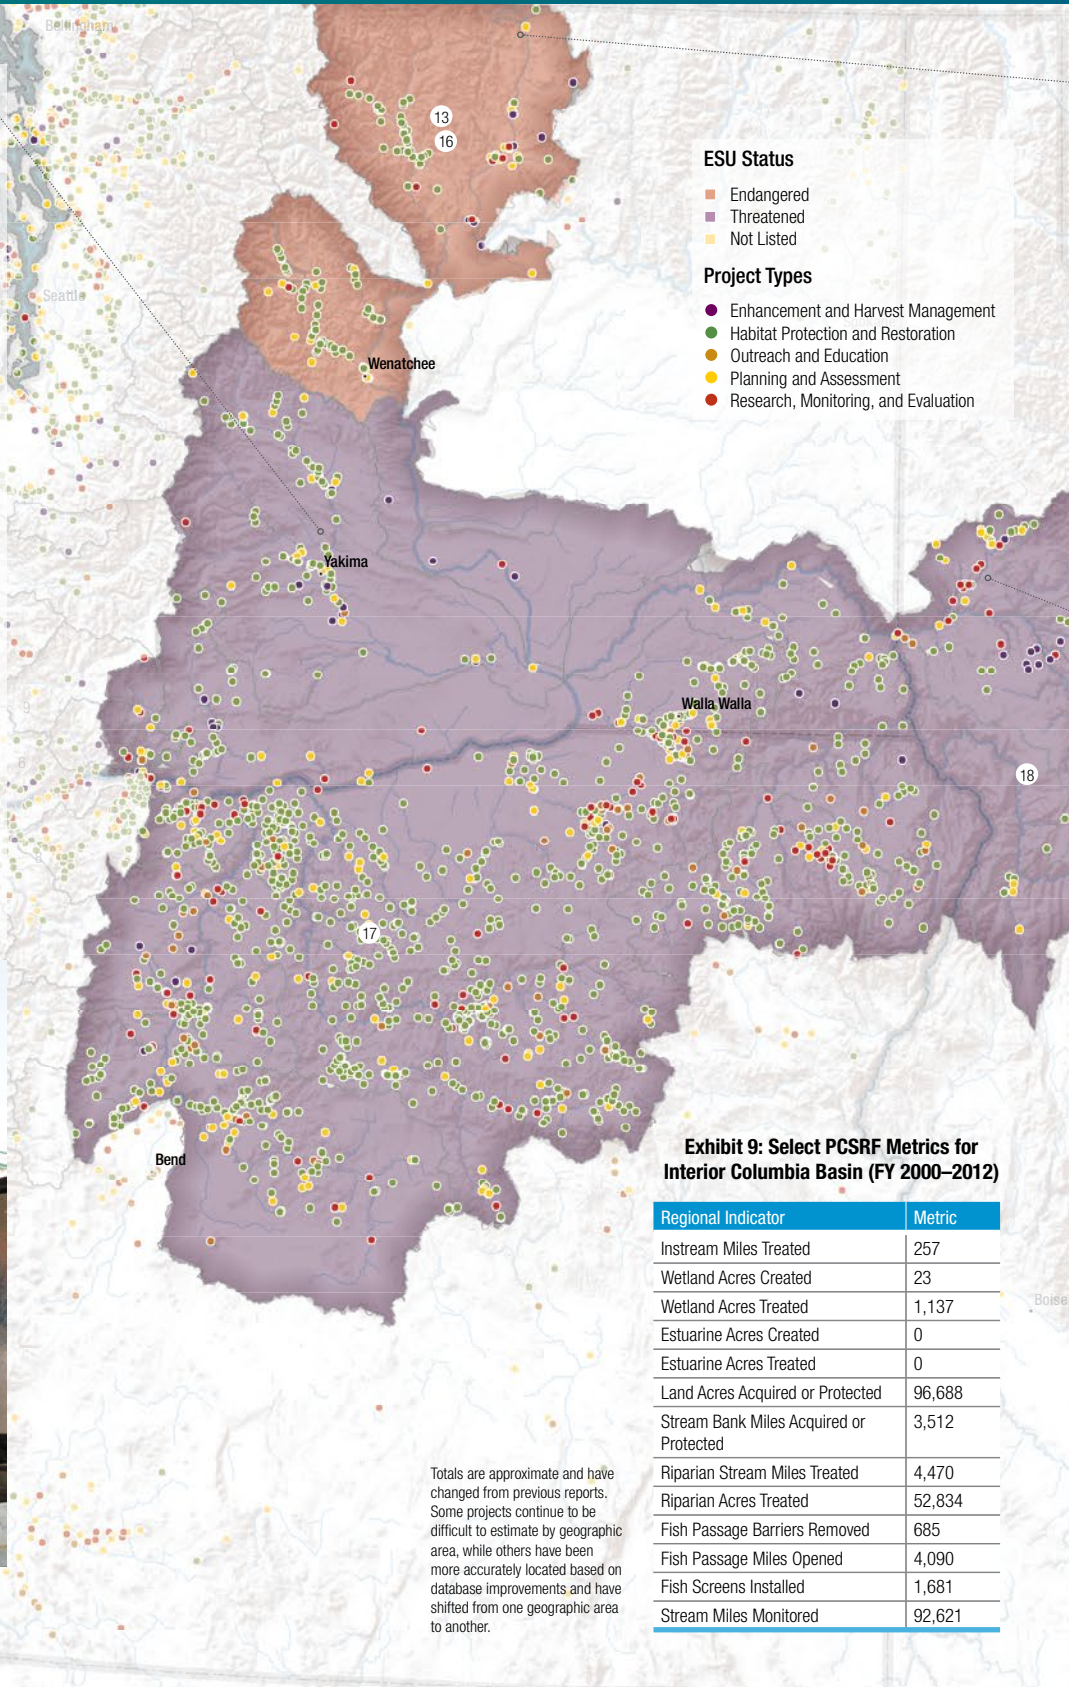 Bellingham
13
16
ESU Status
Endangered
Threatened
Not Listed
Project Types
Enhancement and Harvest Management
Habitat Protection and Restoration
Outreach and Education
Planning and Assessment
Research, Monitoring, and Evaluation
Seattle
Wenatchee
Yakima
Walla Walla
6
18
17
Bend
Exhibit 9: Select PCSRF Metrics for
Interior Columbia Basin (FY 2000–2012)
Regional Indicator Metric
Instream Miles Treated 257
Wetland Acres Created 23
Wetland Acres Treated 1,137
Estuarine Acres Created 0
Estuarine Acres Treated 0
Land Acres Acquired or Protected 96,688
Stream Bank Miles Acquired or 3,512
Protected
Riparian Stream Miles Treated 4,470
Riparian Acres Treated 52,834
Fish Passage Barriers Removed 685
Fish Passage Miles Opened 4,090
Fish Screens Installed 1,681
Stream Miles Monitored 92,621
Boise
Totals are approximate and have
changed from previous reports.
Some projects continue to be
difficult to estimate by geographic
area, while others have been
more accurately located based on
database improvements and have
shifted from one geographic area
to another.